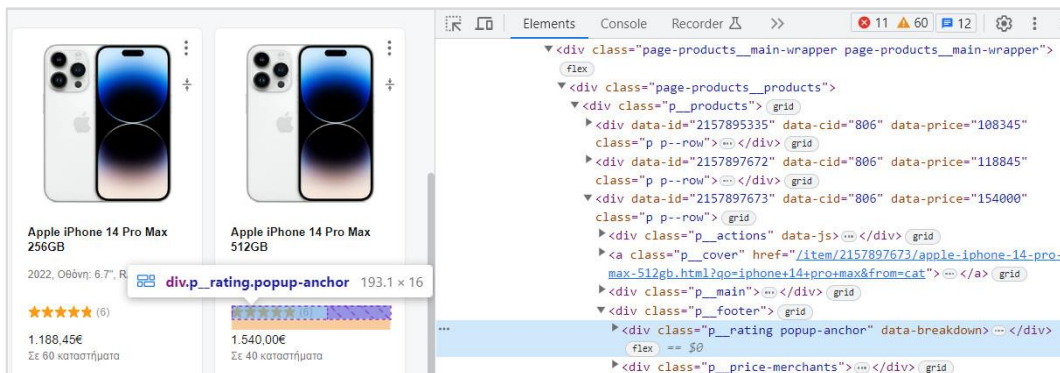 Apple iPhone 14 Pro Max
256GB
2022, Οθόνη: 6.7", R
(6)
1.188,45€
Σε 60 καταστήματα
Apple iPhone 14 Pro Max
512GB
div.p__rating.popup-anchor 193.1 × 16
(6)
1.540,00€
Σε 40 καταστήματα
Elements Console Recorder 11 60 12
<div class="page-products__main-wrapper page-products__main-wrapper">
flex
<div class="page-products__products">
<div class="p__products"> grid
<div data-id="2157895335" data-cid="806" data-price="108345"
class="p p--row"> … </div> grid
<div data-id="2157897672" data-cid="806" data-price="118845"
class="p p--row"> … </div> grid
<div data-id="2157897673" data-cid="806" data-price="154000"
class="p p--row"> grid
<div class="p__actions" data-js> … </div> grid
<a class="p__cover" href="/item/2157897673/apple-iphone-14-pro-
max-512gb.html?qo=iphone+14+pro+max&from=cat"> … </a> grid
<div class="p__main"> … </div> grid
<div class="p__footer"> grid
… <div class="p__rating popup-anchor" data-breakdown> … </div>
flex == $0
<div class="p__price-merchants"> … </div> grid